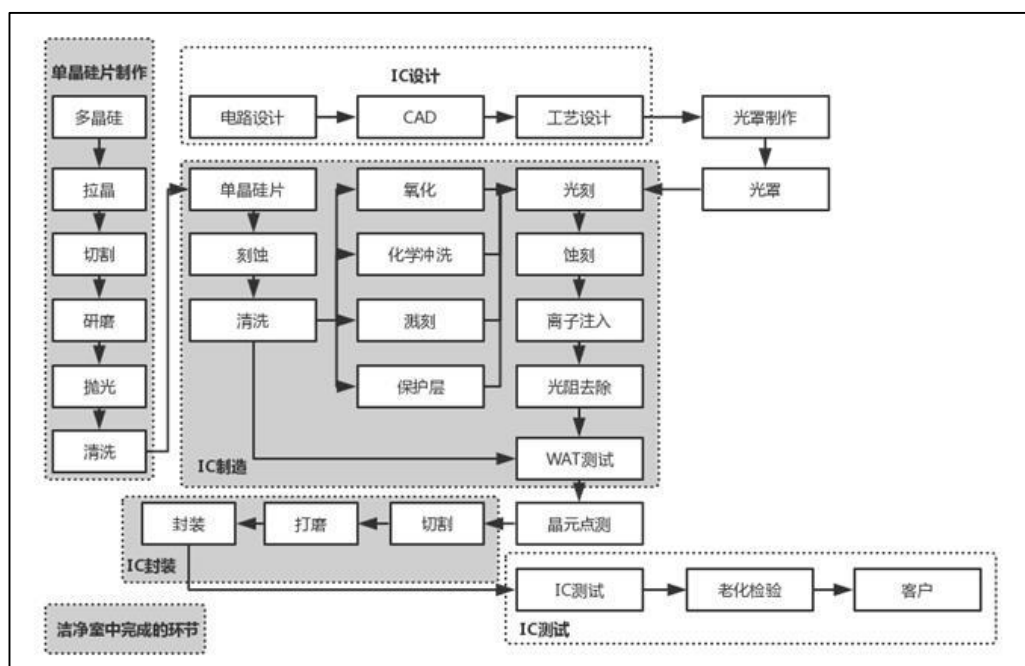 单晶硅片制作
多晶硅
拉晶
切割
研磨
抛光
清洗
IC设计
电路设计
CAD
工艺设计
光罩制作
光罩
单晶硅片
刻蚀
清洗
氧化
化学冲洗
溅刻
保护层
光刻
蚀刻
离子注入
光阻去除
WAT测试
IC制造
晶元点测
切割
打磨
封装
IC封装
IC测试
老化检验
客户
IC测试
洁净室中完成的环节